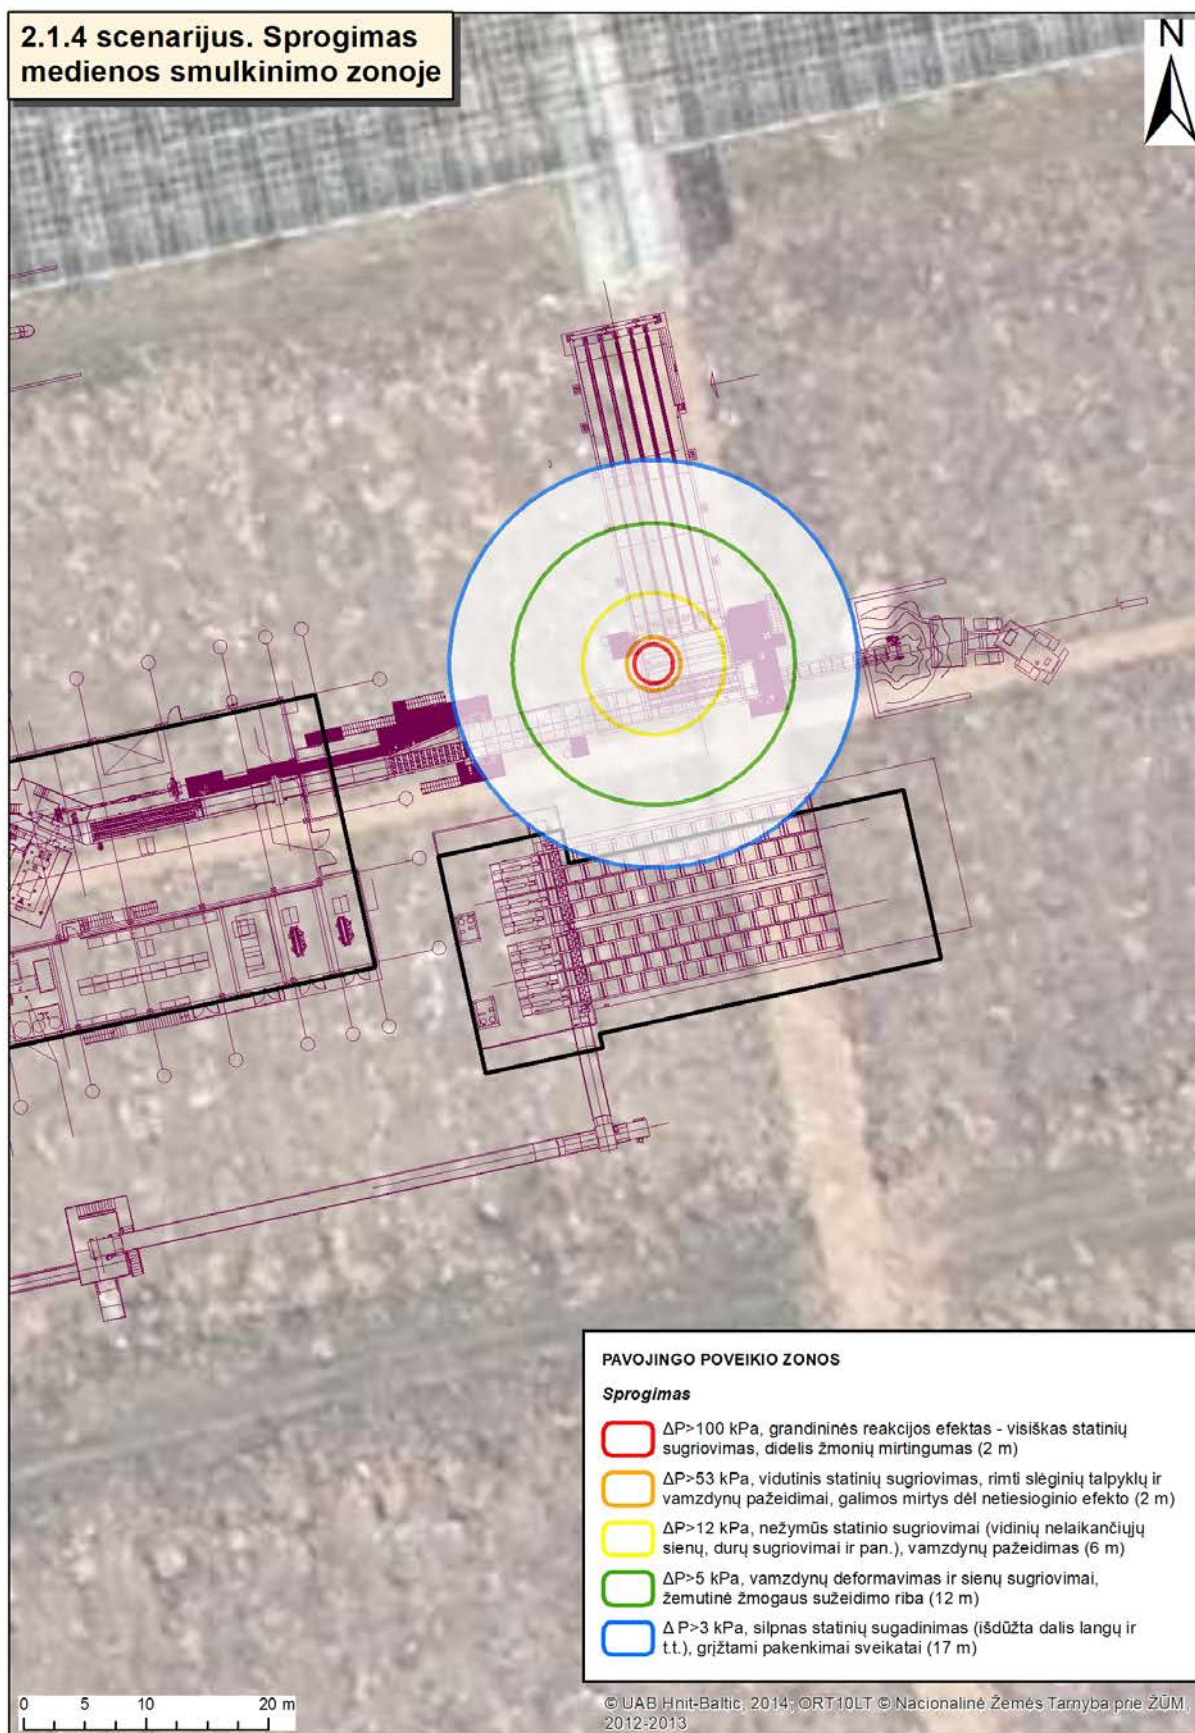 2.1.4 scenarijus. Sprogimas
medienos smulkinimo zonoje
N
PAVOJINGO POVEIKIO ZONOS
Sprogimas
ΔP>100 kPa, grandininės reakcijos efektas - visiškas statinių
sugriovimas, didelis žmonių mirtingumas (2 m)
ΔP>53 kPa, vidutinis statinių sugriovimas, rimti slėginių talpyklų ir
vamzdynų pažeidimai, galimos mirtys dėl netiesioginio efekto (2 m)
ΔP>12 kPa, nežymūs statinio sugriovimai (vidinių nelaikančiųjų
sienų, durų sugriovimai ir pan.), vamzdynų pažeidimas (6 m)
ΔP>5 kPa, vamzdynų deformavimas ir sienų sugriovimai,
žemutinė žmogaus sužeidimo riba (12 m)
Δ P>3 kPa, silpnas statinių sugadinimas (išdūžta dalis langų ir
t.t.), grįžtami pakenkimai sveikatai (17 m)
0 5 10 20 m
© UAB Hnit-Baltic, 2014; ORT10LT © Nacionalinė Žemės Tarnyba prie ŽŪM,
2012-2013